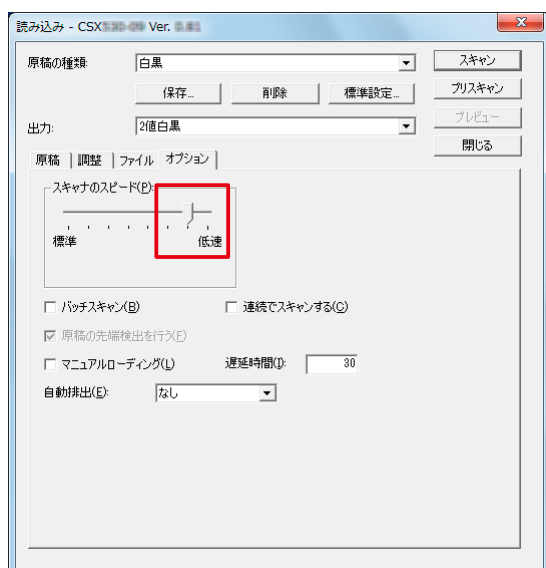 読み込み - CSX Ver.
原稿の種類: 白黒 スキャン
保存... 削除 標準設定... プリスキャン
出力: 2値白黒 プレビュー
閉じる
原稿 調整 ファイル オプション
スキャナのスピード(P):
標準 低速
バッチスキャン(B) 連続でスキャンする(C)
原稿の先端検出を行う(F)
マニュアルローディング(L) 遅延時間(I): 30
自動排出(E): なし